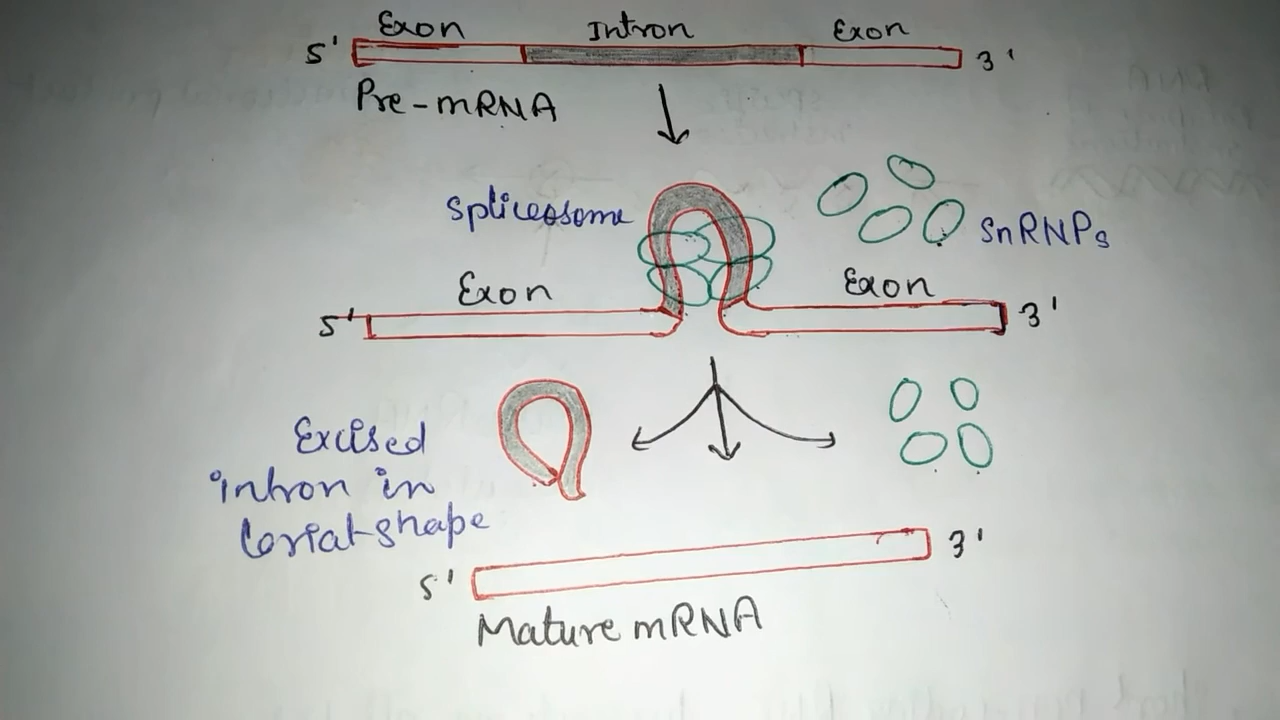 Exon Intron Exon
5' 3'
Pre-mRNA
Spliceosome
SnRNPs
Exon Exon
5' 3'
Excised
intron in
loriat shape
5' 3'
Mature mRNA